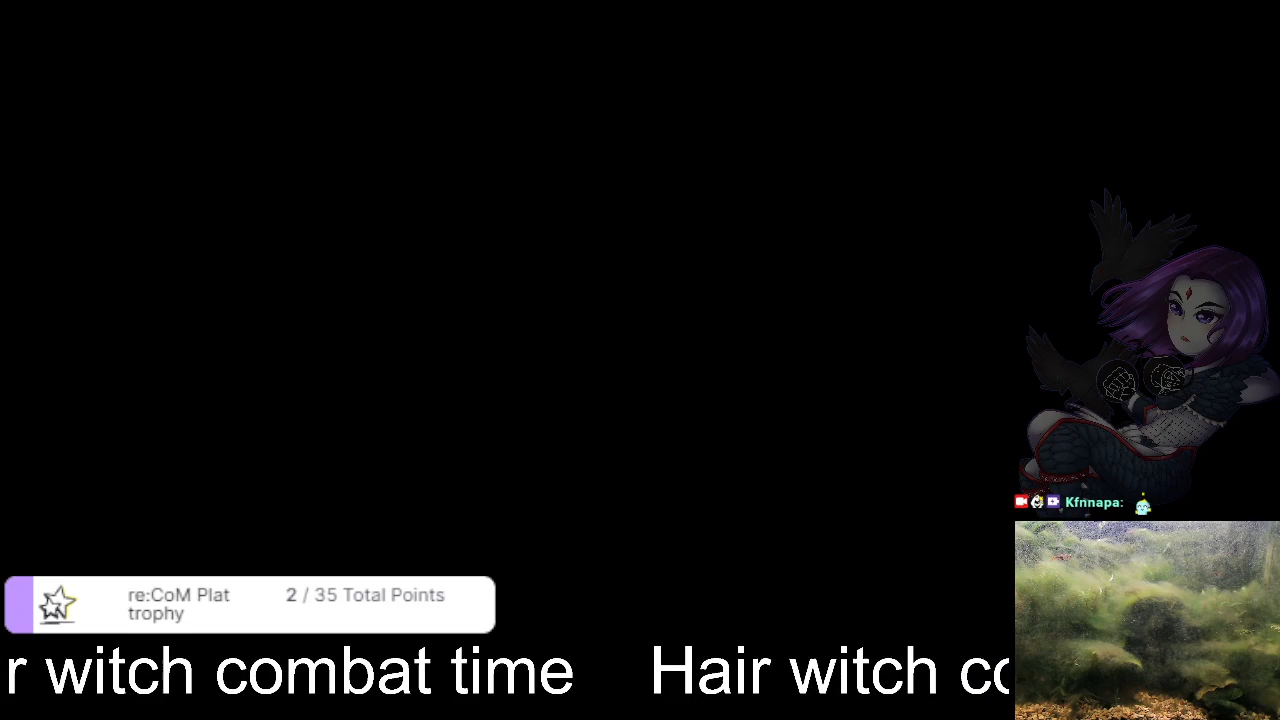 Kfnnapa:
re:CoM Plat
trophy
2 / 35 Total Points
r witch combat time Hair witch co